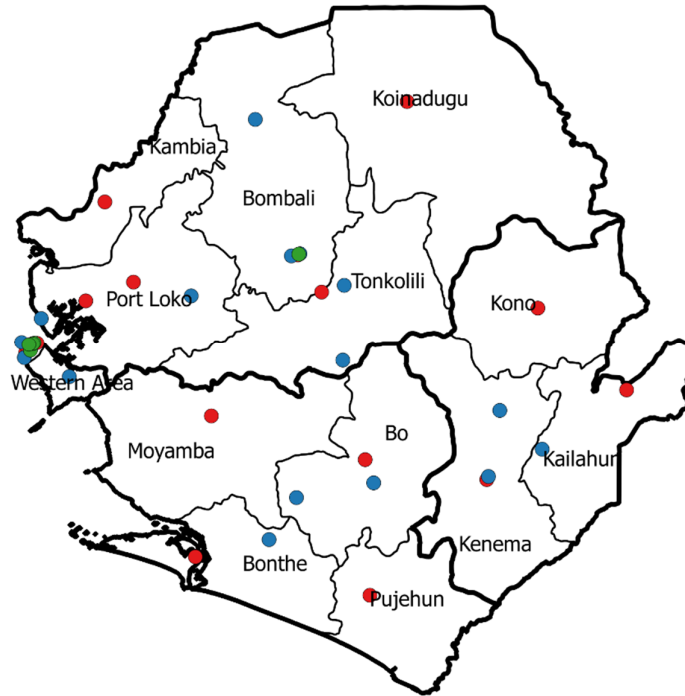 Koinadugu
Kambia
Bombali
Tonkolili
Port Loko
Kono
Western Area
Bo
Moyamba
Kailahun
Kenema
Bonthe
Pujehun